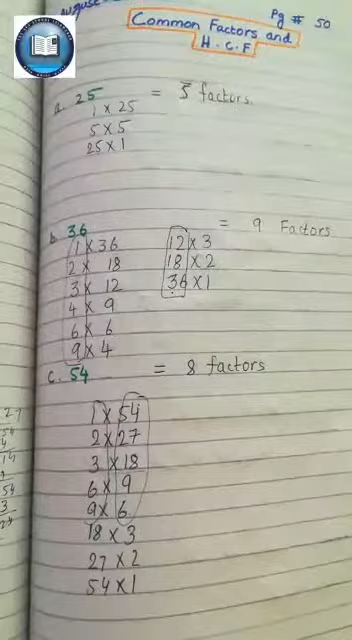 august
Pg # 50
Common Factors and
H.C.F
a. 25 = 5 factors.
1 x 25
5 x 5
25 x 1
b. 36 = 9 Factors
1 x 36
2 x 18
3 x 12
4 x 9
6 x 6
9 x 4
12 x 3
18 x 2
36 x 1
c. 54 = 8 factors
1 x 54
2 x 27
3 x 18
6 x 9
9 x 6
18 x 3
27 x 2
54 x 1